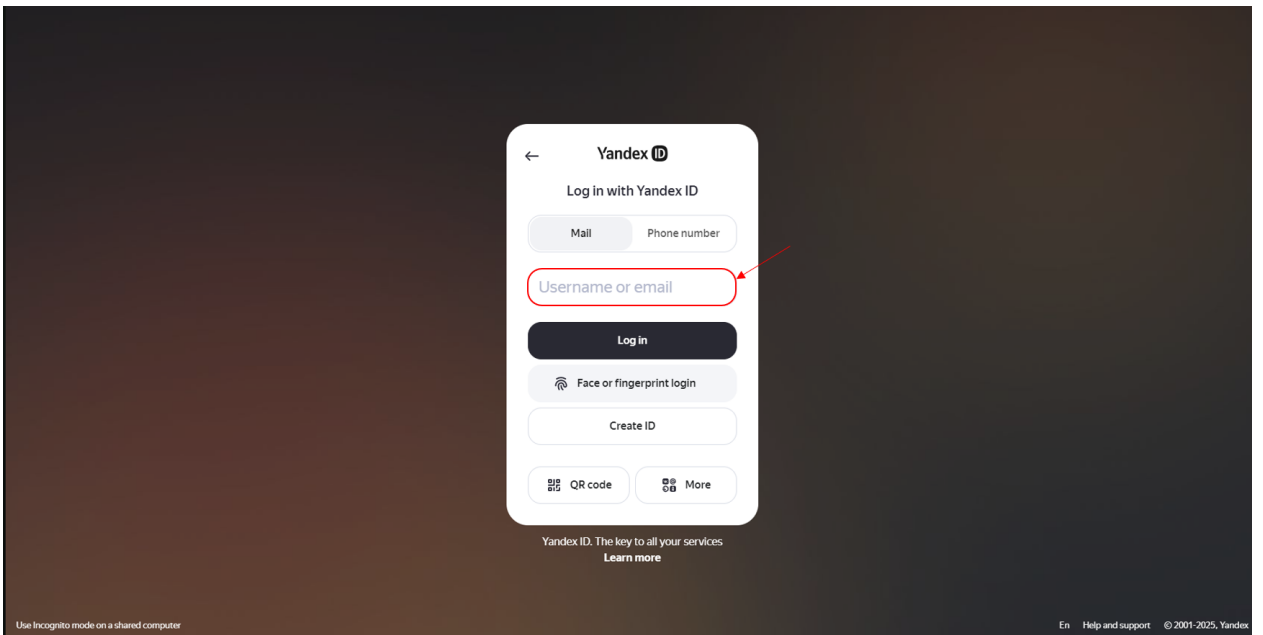 Yandex ID
Log in with Yandex ID
Mail Phone number
Username or email
Log in
Face or fingerprint login
Create ID
QR code More
Yandex ID. The key to all your services
Learn more
Use Incognito mode on a shared computer En Help and support © 2001-2025, Yandex